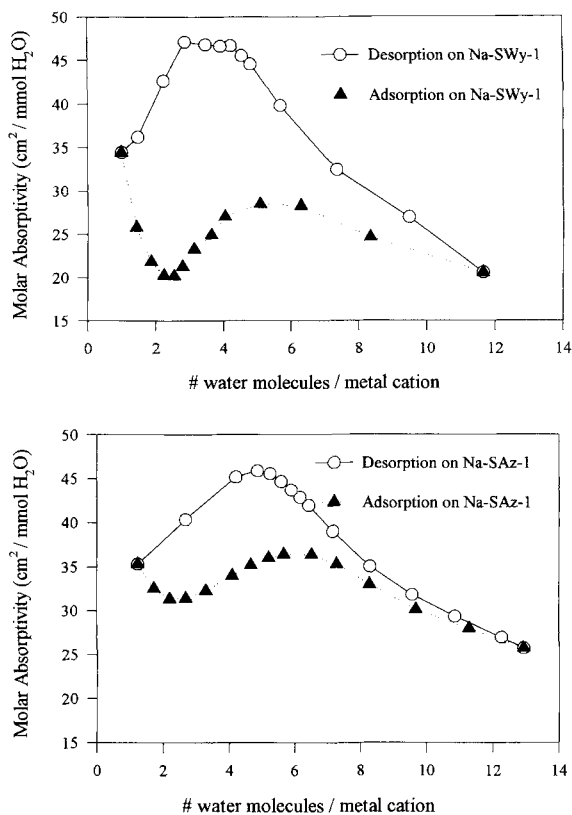 50
45
40
35
30
25
20
15
Molar Absorptivity (cm² / mmol H₂O)
Desorption on Na-SWy-1
Adsorption on Na-SWy-1
0 2 4 6 8 10 12 14
# water molecules / metal cation
50
45
40
35
30
25
20
15
Molar Absorptivity (cm² / mmol H₂O)
Desorption on Na-SAz-1
Adsorption on Na-SAz-1
0 2 4 6 8 10 12 14
# water molecules / metal cation